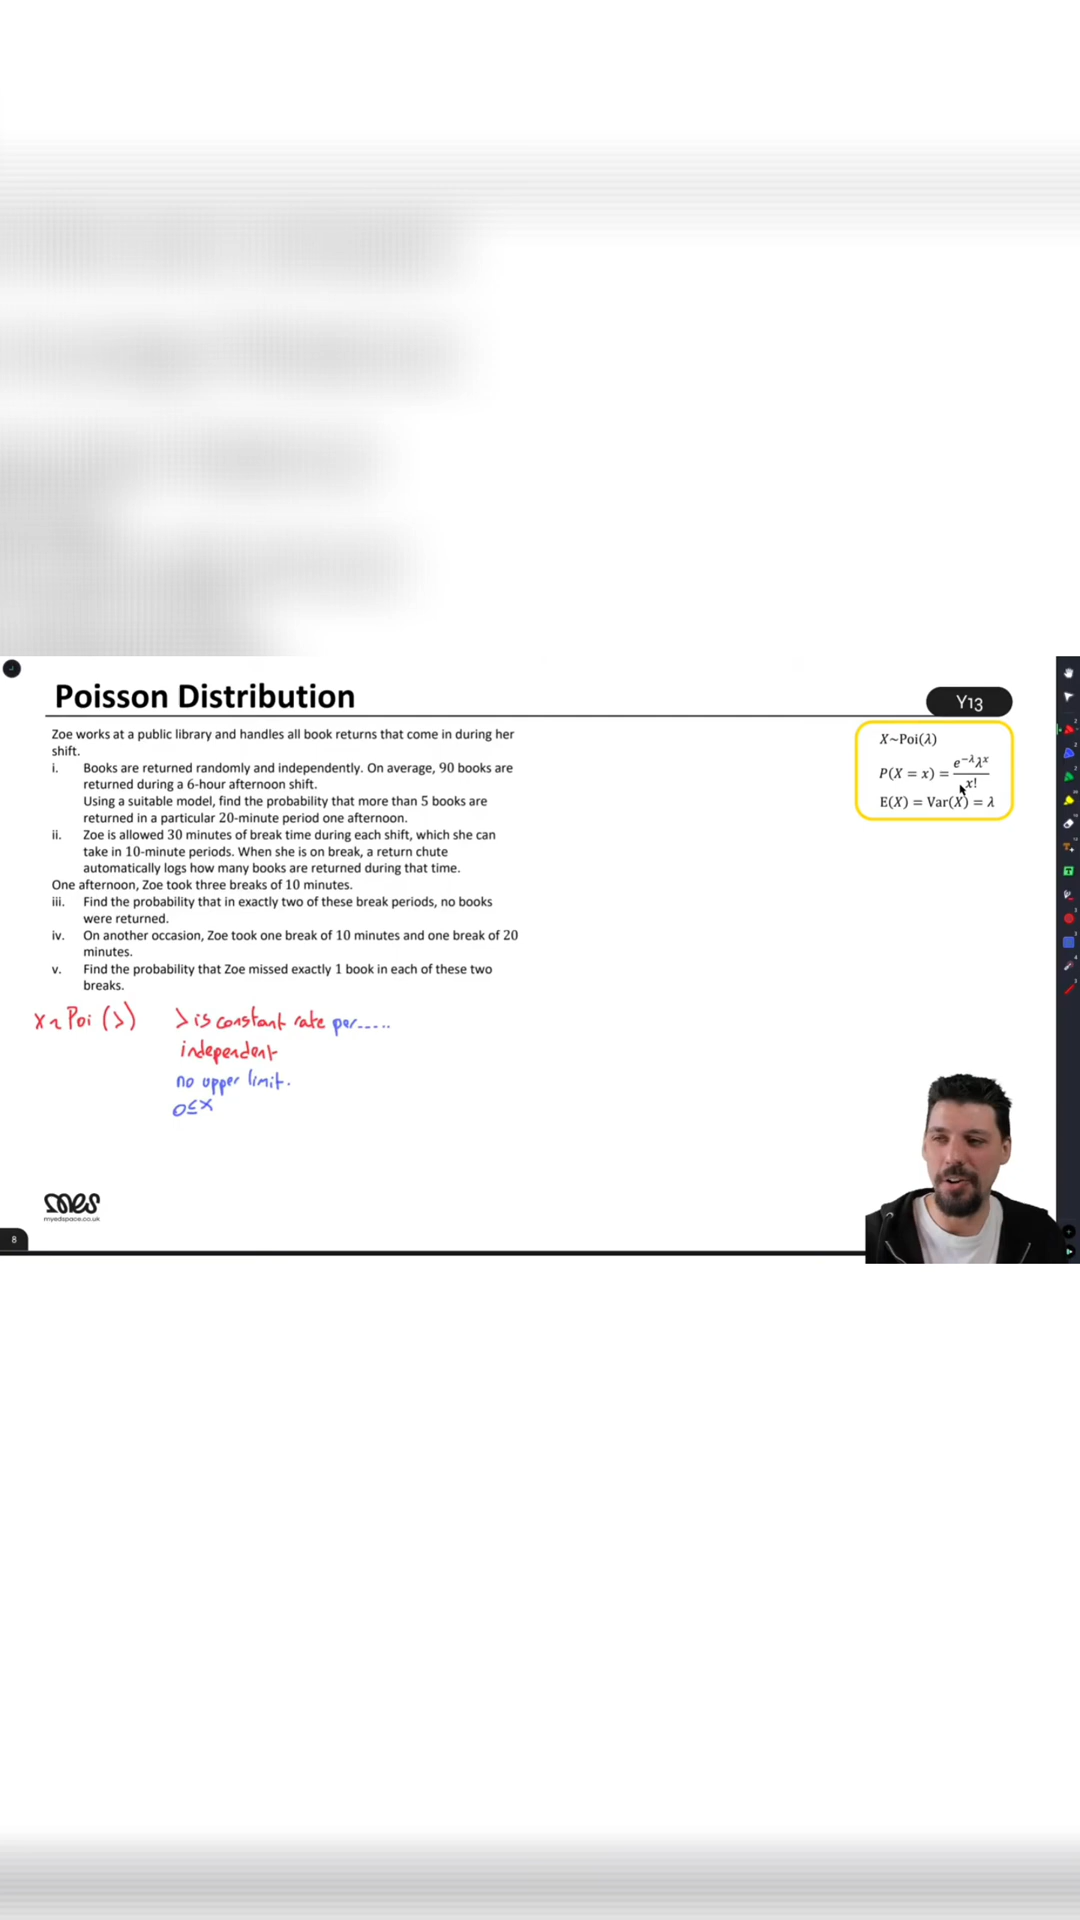 Poisson Distribution
Y13
Zoe works at a public library and handles all book returns that come in during her
shift.
i. Books are returned randomly and independently. On average, 90 books are
returned during a 6-hour afternoon shift.
Using a suitable model, find the probability that more than 5 books are
returned in a particular 20-minute period one afternoon.
ii. Zoe is allowed 30 minutes of break time during each shift, which she can
take in 10-minute periods. When she is on break, a return chute
automatically logs how many books are returned during that time.
One afternoon, Zoe took three breaks of 10 minutes.
iii. Find the probability that in exactly two of these break periods, no books
were returned.
iv. On another occasion, Zoe took one break of 10 minutes and one break of 20
minutes.
v. Find the probability that Zoe missed exactly 1 book in each of these two
breaks.
X~Poi(λ)
P(X = x) = e^{−λ}λ^x / x!
E(X) = Var(X) = λ
X ~ Poi (λ) λ is constant rate per.....
independent
no upper limit.
0≤X
mes
myedspace.co.uk
8